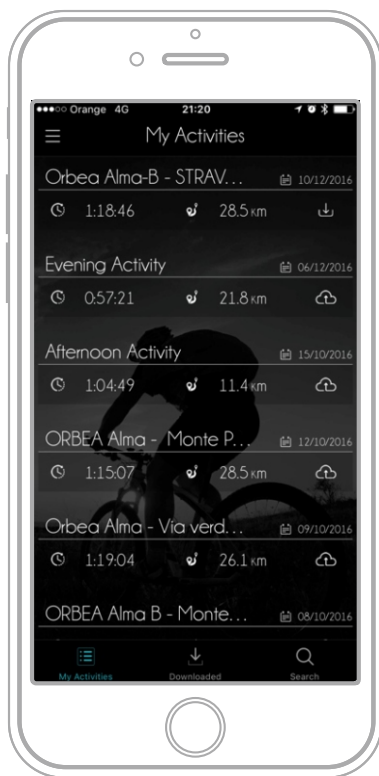 Orange 4G 21:20
My Activities
Orbea Alma-B - STRAV... 10/12/2016
1:18:46 28.5 KM
Evening Activity 06/12/2016
0:57:21 21.8 KM
Afternoon Activity 15/10/2016
1:04:49 11.4 KM
ORBEA Alma - Monte P... 12/10/2016
1:15:07 28.5 KM
Orbea Alma - Vía verd... 09/10/2016
1:19:04 26.1 KM
ORBEA Alma B - Monte... 08/10/2016
My Activities Downloaded Search